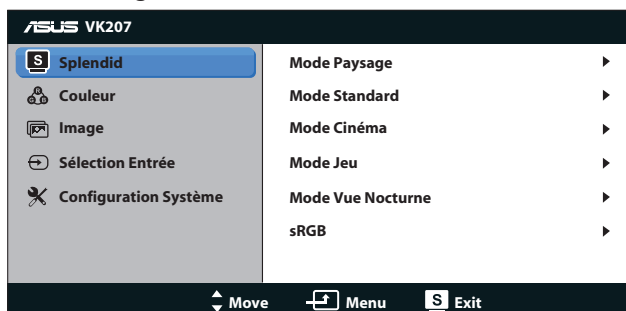 ASUS VK207
S Splendid
Couleur
Image
Sélection Entrée
Configuration Système
Mode Paysage
Mode Standard
Mode Cinéma
Mode Jeu
Mode Vue Nocturne
sRGB
Move Menu S Exit